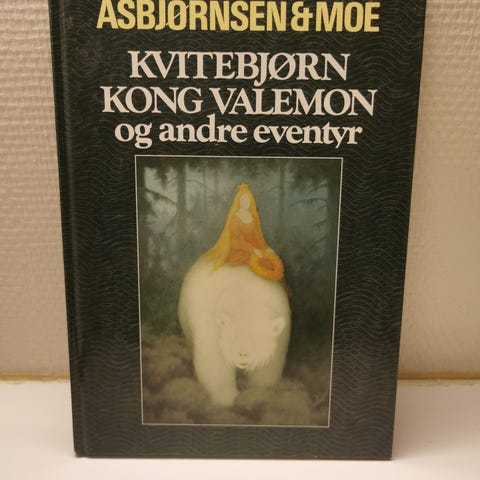 ASBJØRNSEN & MOE
KVITEBJØRN
KONG VALEMON
og andre eventyr